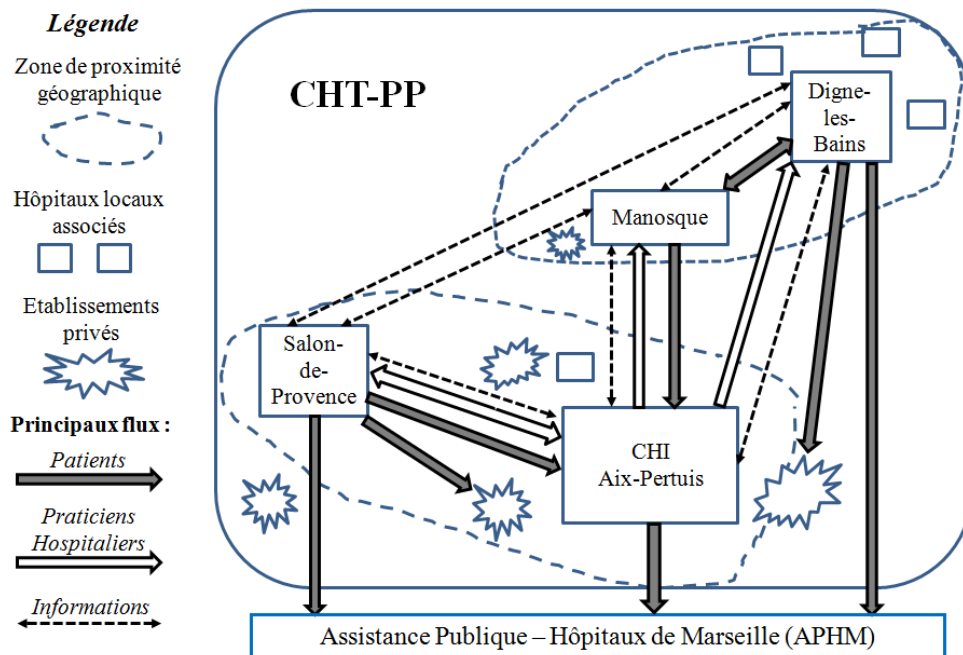 Légende
Zone de proximité
géographique
Hôpitaux locaux
associés
Etablissements
privés
Principaux flux :
Patients
Praticiens
Hospitaliers
Informations
CHT-PP
Digne-
les-
Bains
Manosque
Salon-
de-
Provence
CHI
Aix-Pertuis
Assistance Publique – Hôpitaux de Marseille (APHM)